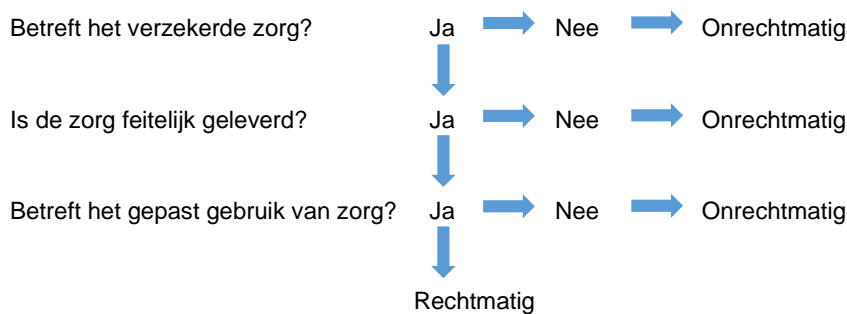 Betreft het verzekerde zorg? Ja Nee Onrechtmatig
Is de zorg feitelijk geleverd? Ja Nee Onrechtmatig
Betreft het gepast gebruik van zorg? Ja Nee Onrechtmatig
Rechtmatig